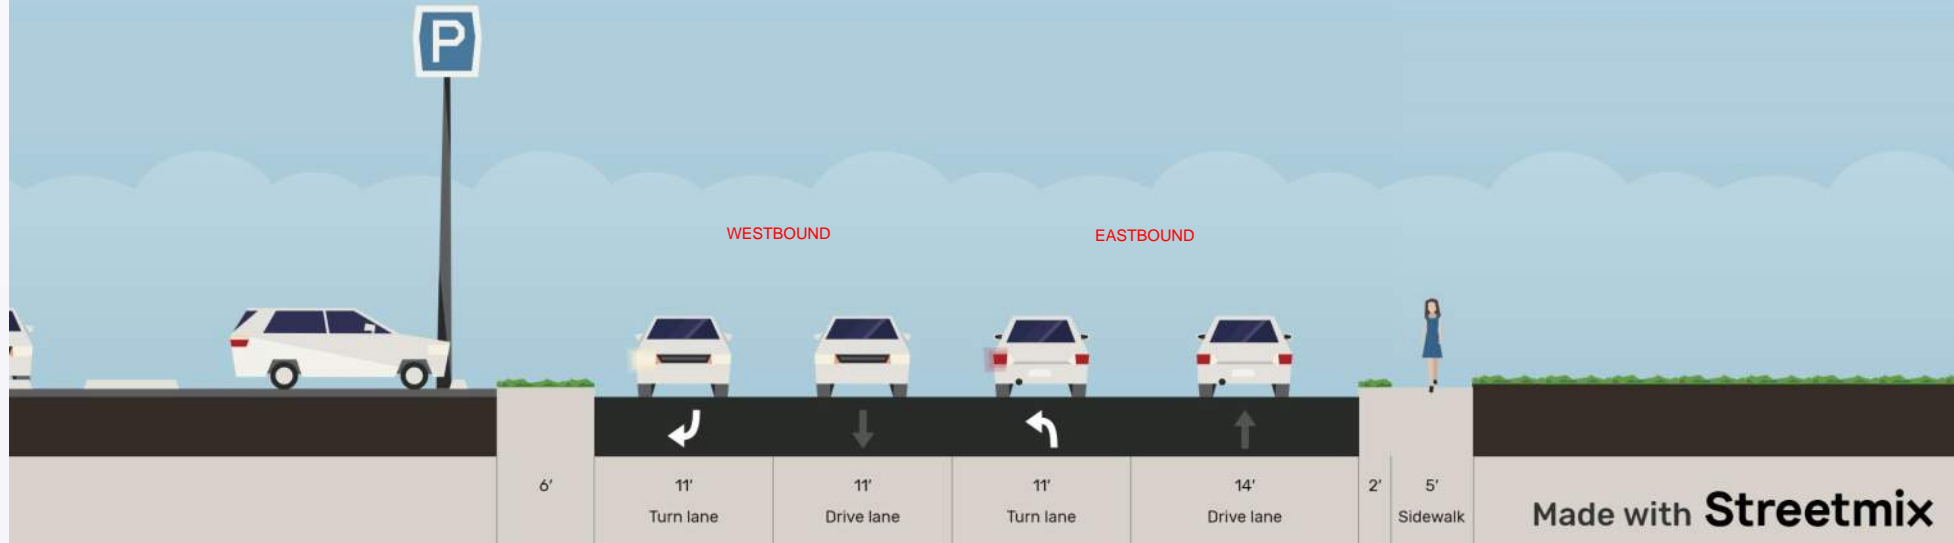 P
WESTBOUND
EASTBOUND
6'
11'
Turn lane
11'
Drive lane
11'
Turn lane
14'
Drive lane
2'
5'
Sidewalk
Made with Streetmix